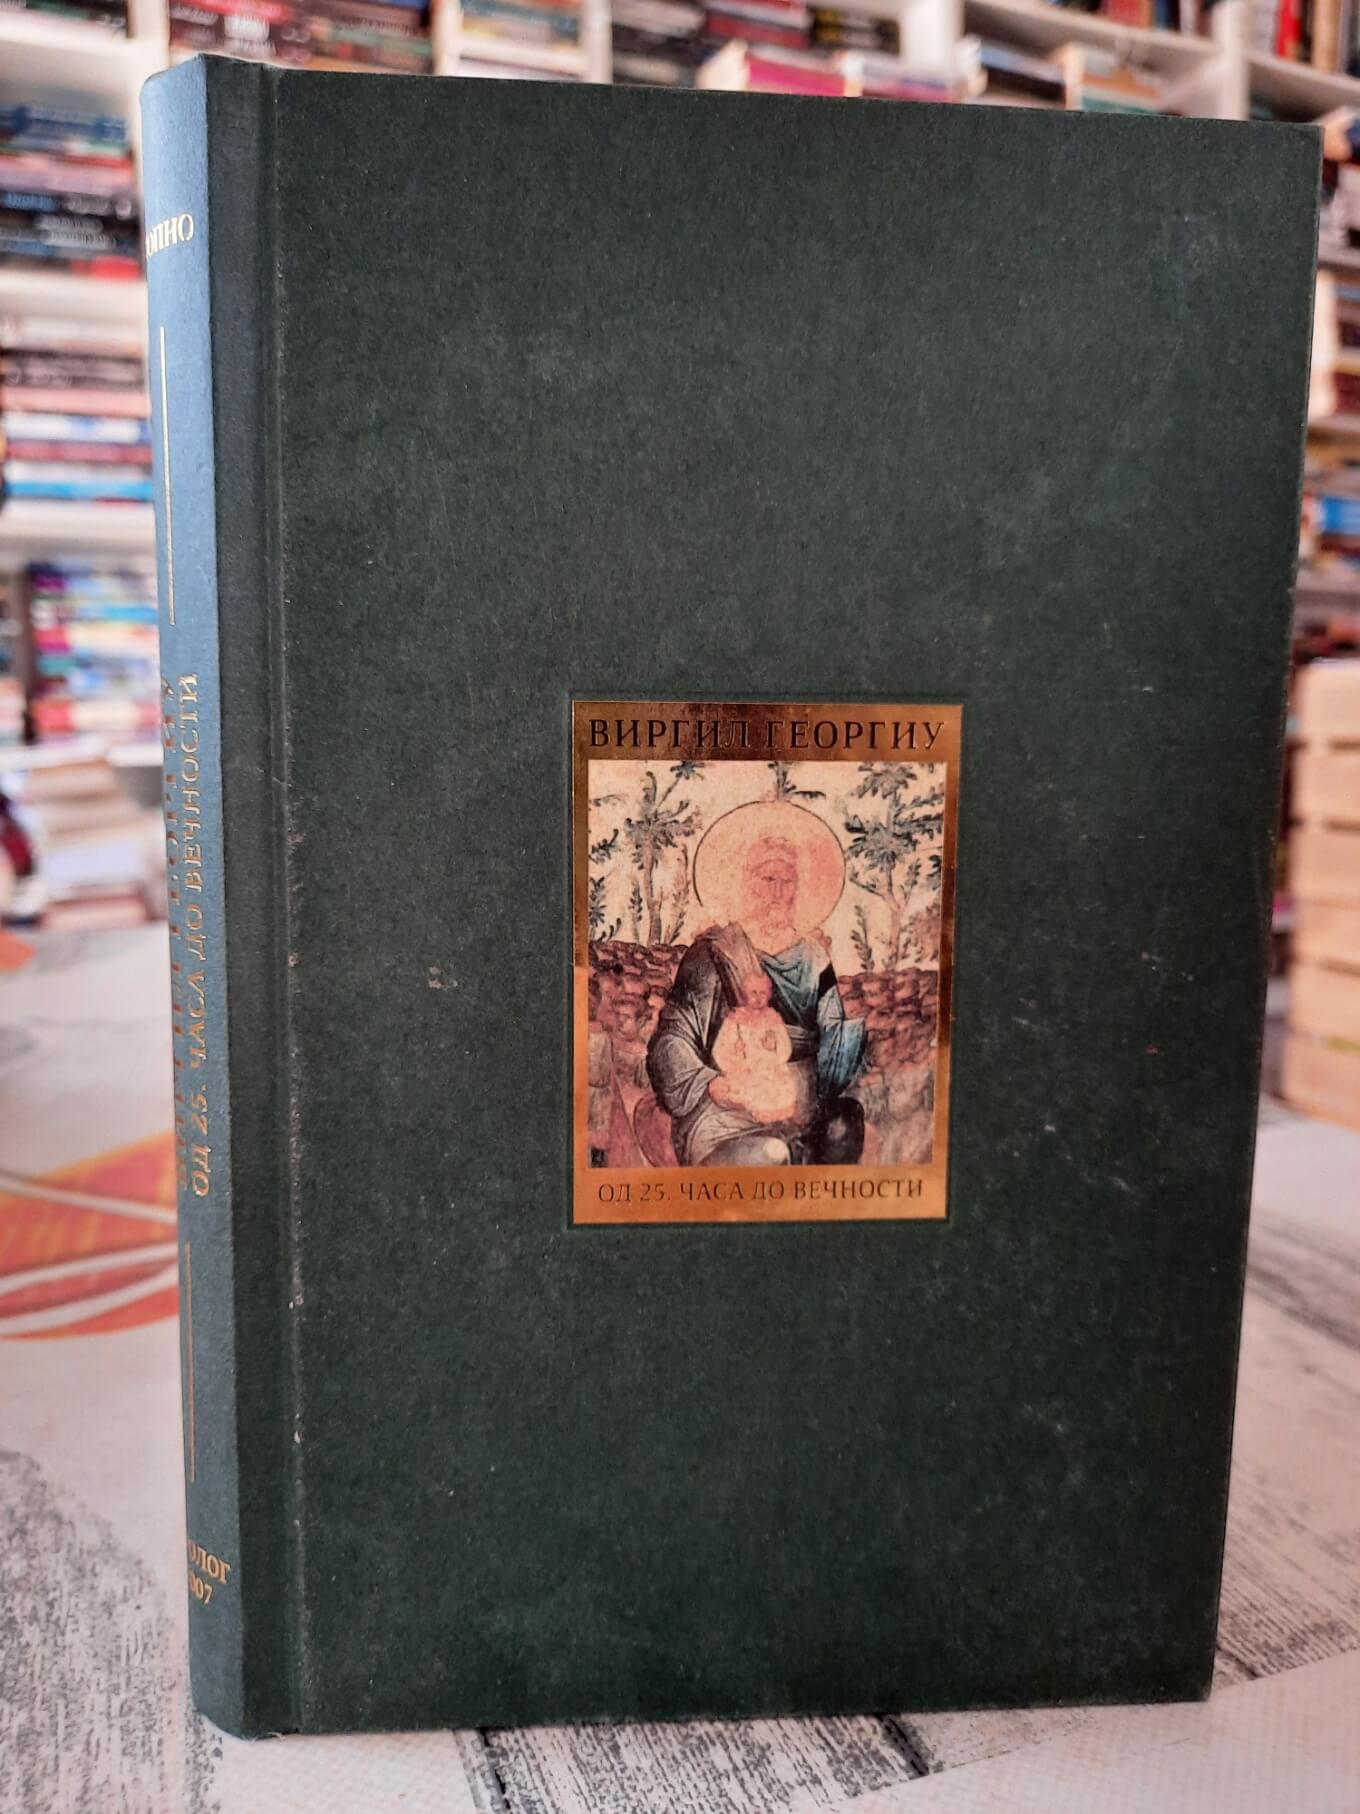 ВИРГИЛ ГЕОРГИУ
ОД 25. ЧАСА ДО ВЕЧНОСТИ
ОД 25. ЧАСА ДО ВЕЧНОСТИ